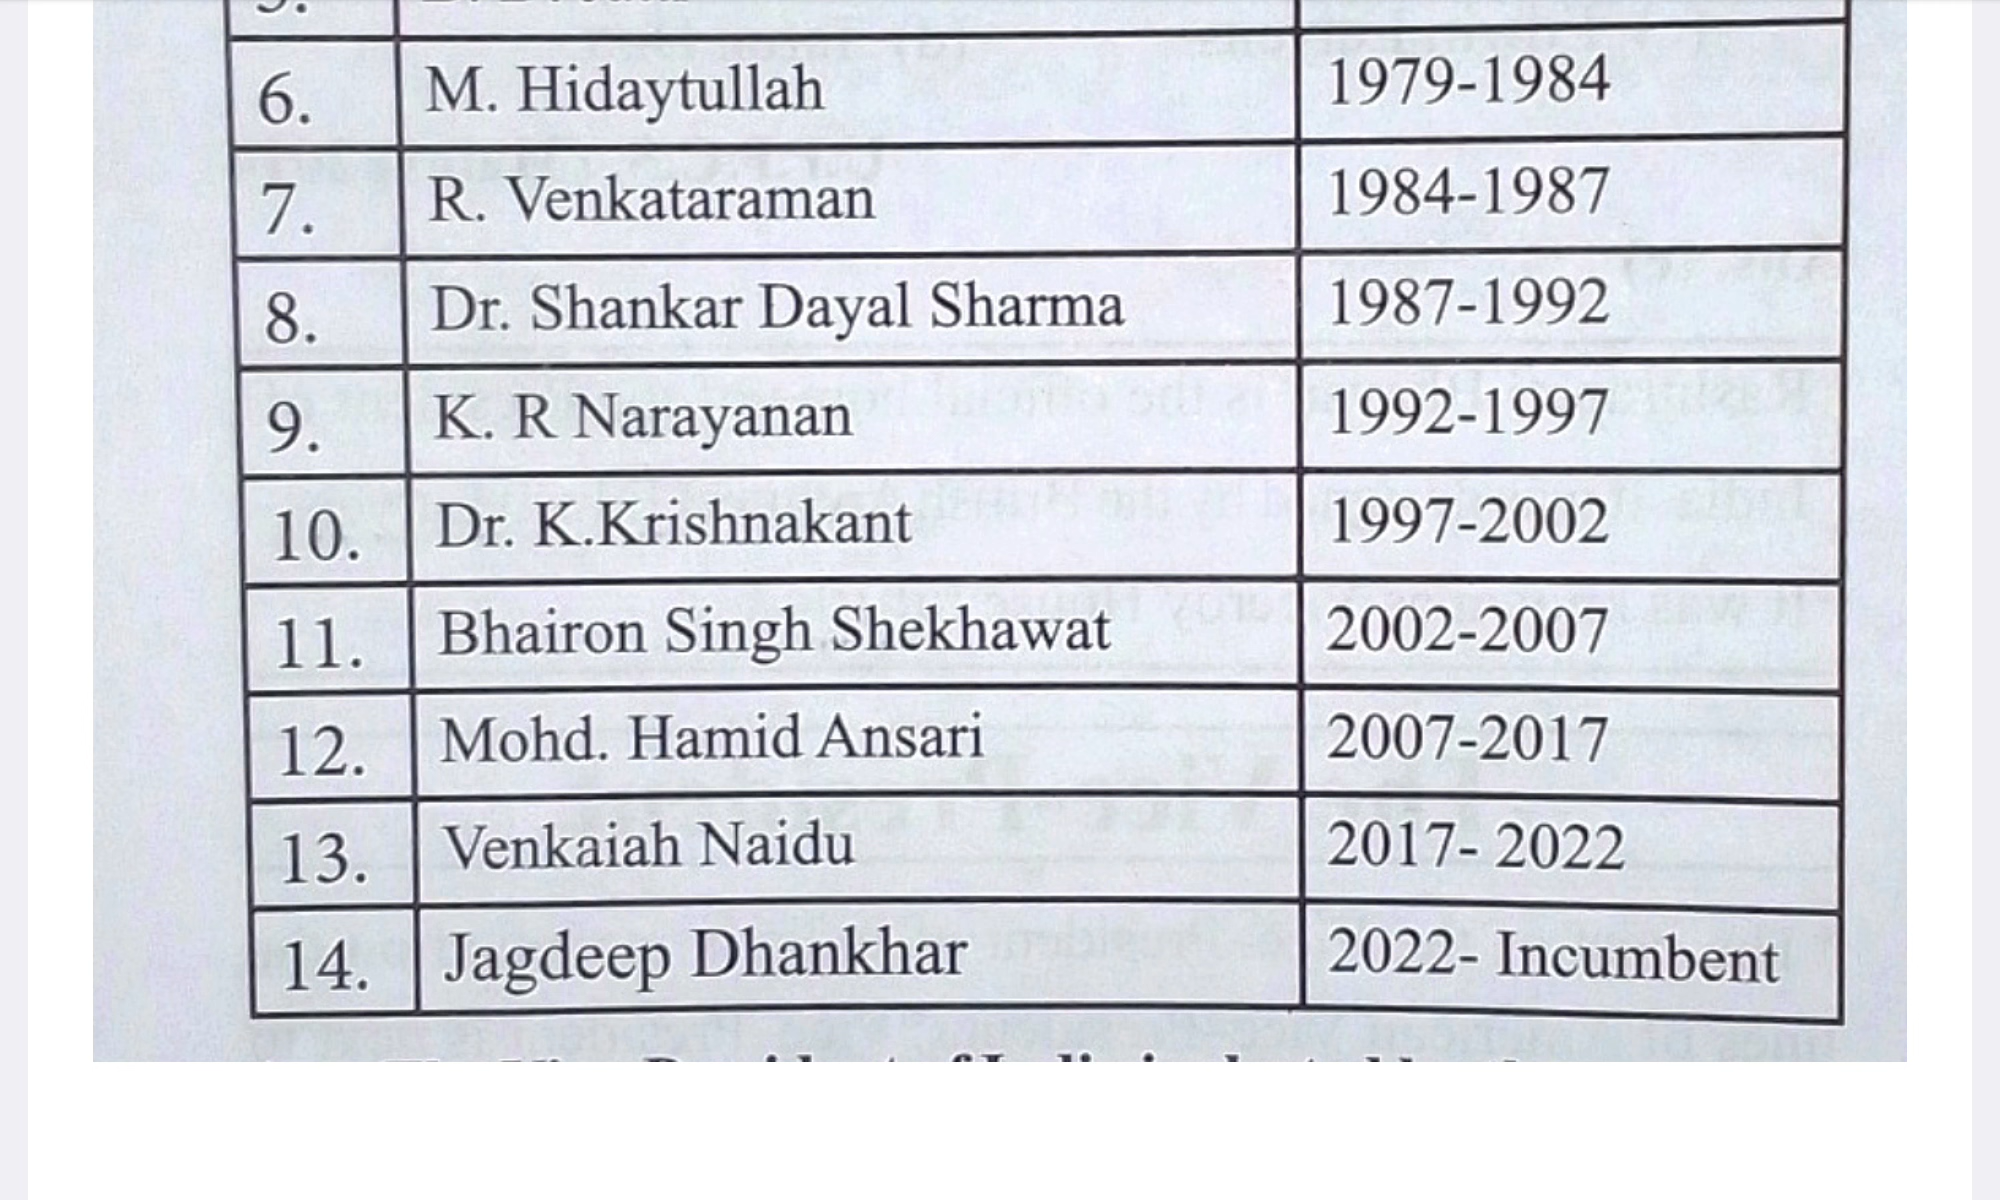 5.
6. M. Hidaytullah 1979-1984
7. R. Venkataraman 1984-1987
8. Dr. Shankar Dayal Sharma 1987-1992
9. K. R Narayanan 1992-1997
10. Dr. K.Krishnakant 1997-2002
11. Bhairon Singh Shekhawat 2002-2007
12. Mohd. Hamid Ansari 2007-2017
13. Venkaiah Naidu 2017- 2022
14. Jagdeep Dhankhar 2022- Incumbent